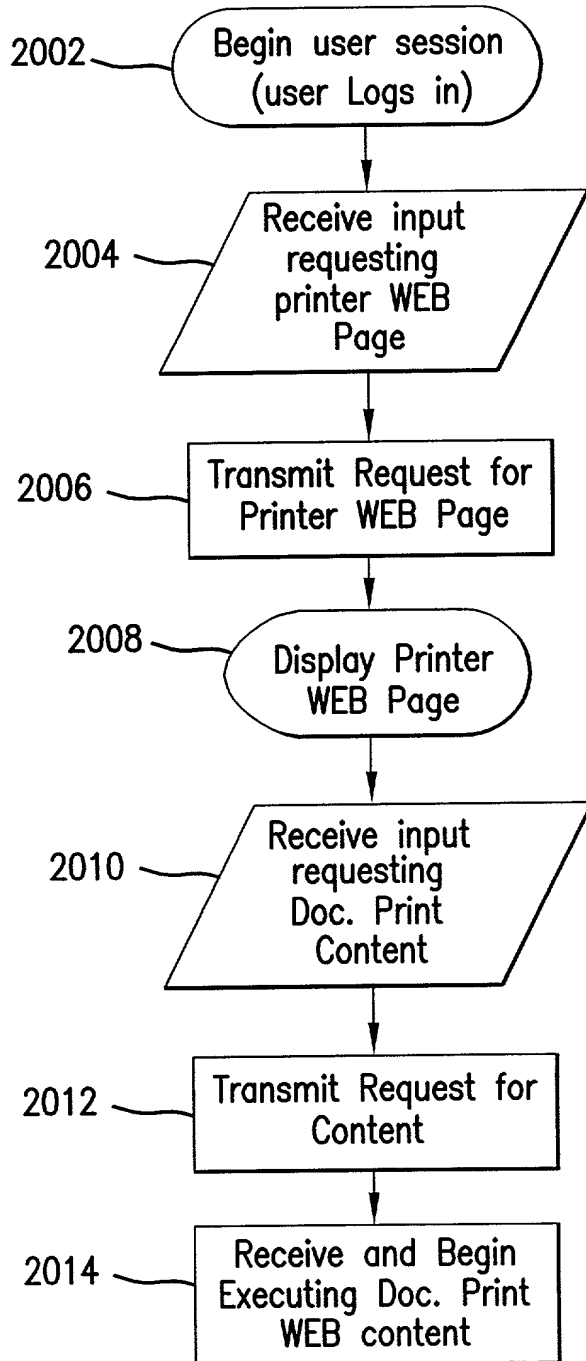 2002
Begin user session
(user Logs in)
2004
Receive input
requesting
printer WEB
Page
2006
Transmit Request for
Printer WEB Page
2008
Display Printer
WEB Page
2010
Receive input
requesting
Doc. Print
Content
2012
Transmit Request for
Content
2014
Receive and Begin
Executing Doc. Print
WEB content